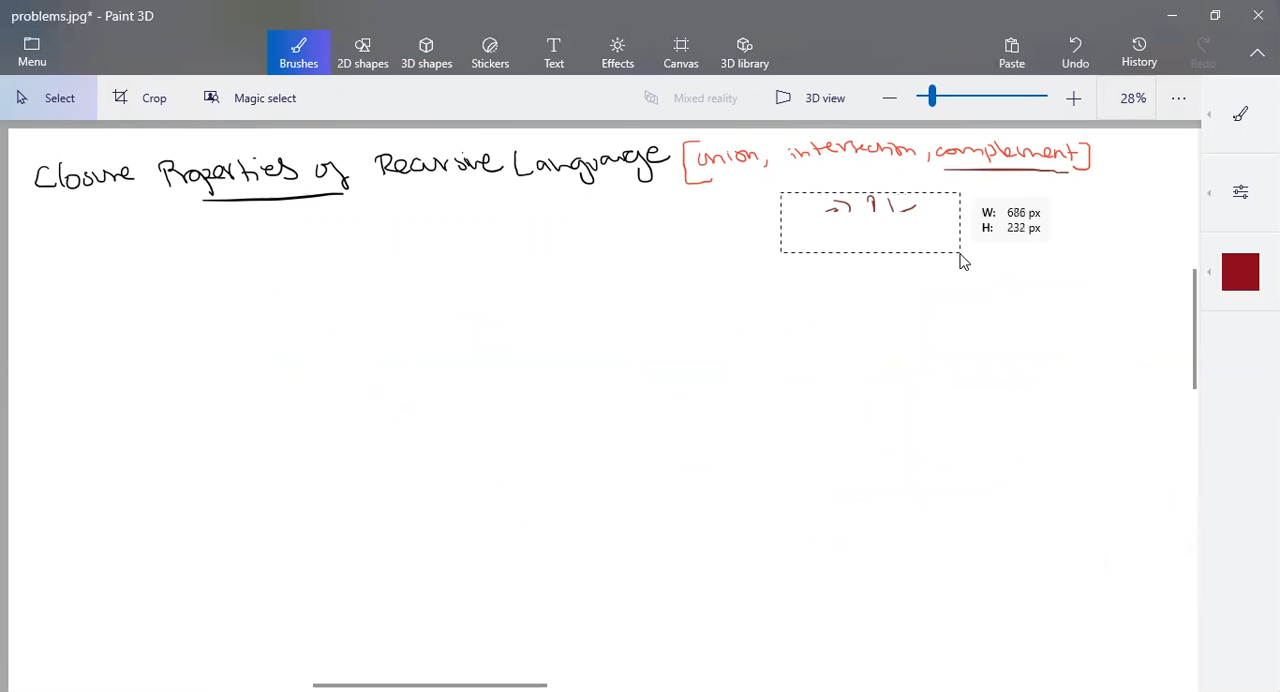 problems.jpg* - Paint 3D
Menu
Brushes
2D shapes
3D shapes
Stickers
Text
Effects
Canvas
3D library
Paste
Undo
History
Redo
Select
Crop
Magic select
Mixed reality
3D view
28%
Closure Properties of Recursive Language [union, intersection, complement]
W: 686 px
H: 232 px